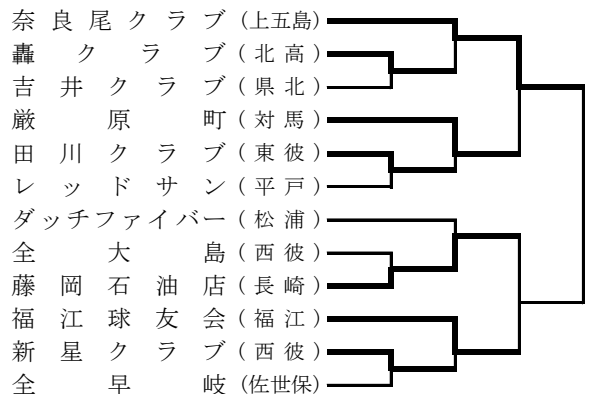 奈良尾クラブ(上五島)
轟クラブ(北高)
吉井クラブ(県北)
厳原町(対馬)
田川クラブ(東彼)
レッドサン(平戸)
ダッチファイバー(松浦)
全大島(西彼)
藤岡石油店(長崎)
福江球友会(福江)
新星クラブ(西彼)
全早岐(佐世保)